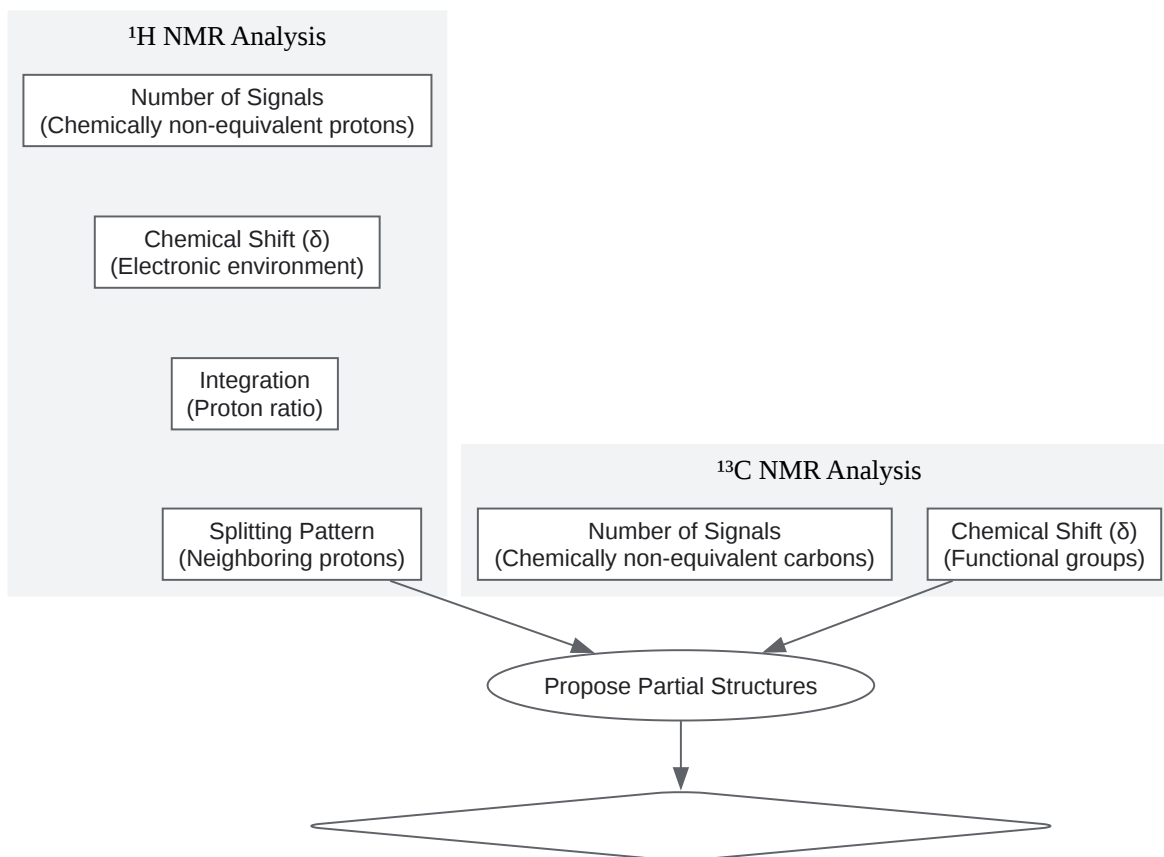 ¹H NMR Analysis
Number of Signals
(Chemically non-equivalent protons)
Chemical Shift (δ)
(Electronic environment)
Integration
(Proton ratio)
Splitting Pattern
(Neighboring protons)
¹³C NMR Analysis
Number of Signals
(Chemically non-equivalent carbons)
Chemical Shift (δ)
(Functional groups)
Propose Partial Structures